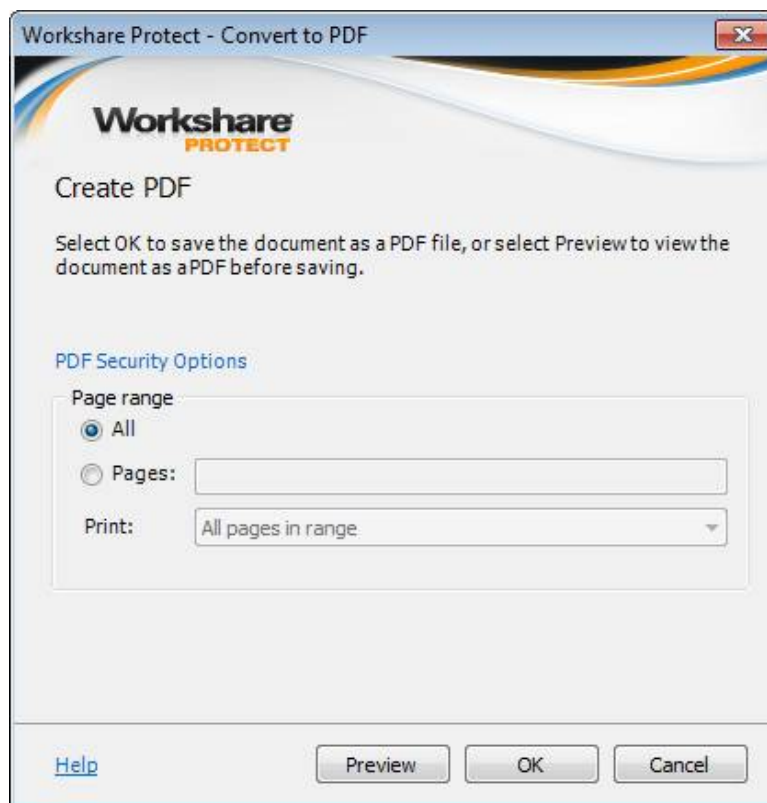 Workshare Protect - Convert to PDF
Workshare
PROTECT
Create PDF
Select OK to save the document as a PDF file, or select Preview to view the
document as a PDF before saving.
PDF Security Options
Page range
All
Pages:
Print: All pages in range
Help Preview OK Cancel